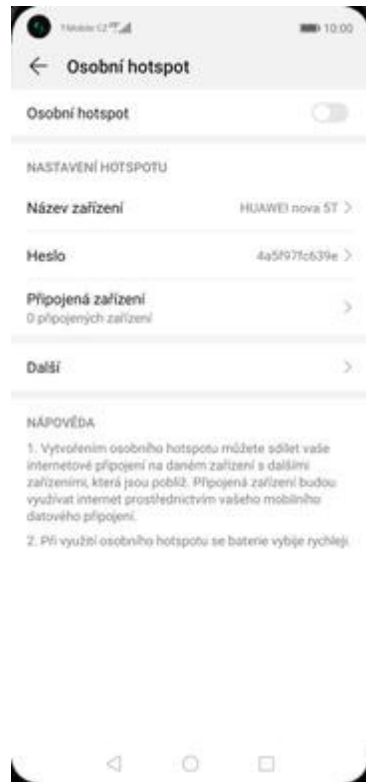 T-Mobile CZ 10:00
Osobní hotspot
Osobní hotspot
NASTAVENÍ HOTSPOTU
Název zařízení HUAWEI nova 5T
Heslo 4a5f97fc639e
Připojená zařízení
0 připojených zařízení
Další
NÁPOVĚDA
1. Vytvořením osobního hotspotu můžete sdílet vaše
internetové připojení na daném zařízení s dalšími
zařízeními, která jsou poblíž. Připojená zařízení budou
využívat internet prostřednictvím vašeho mobilního
datového připojení.
2. Při využití osobního hotspotu se baterie vybije rychleji